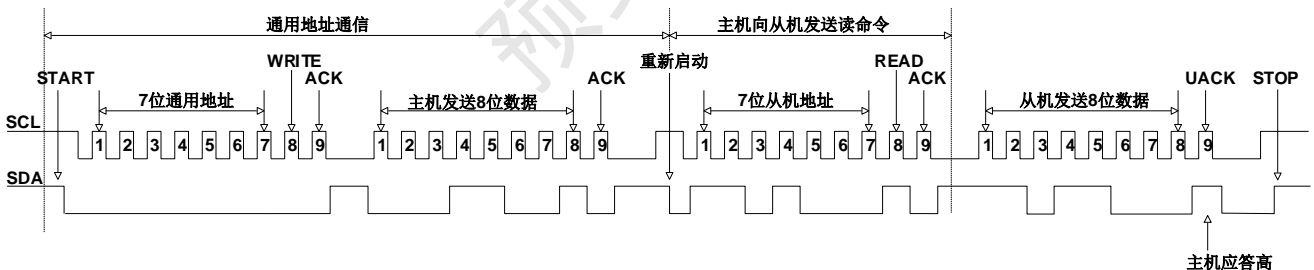 通用地址通信
主机向从机发送读命令
预
START
WRITE
ACK
ACK
重新启动
READ
ACK
UACK
STOP
7位通用地址
主机发送8位数据
7位从机地址
从机发送8位数据
SCL
1 2 3 4 5 6 7 8 9
1 2 3 4 5 6 7 8 9
1 2 3 4 5 6 7 8 9
1 2 3 4 5 6 7 8 9
SDA
主机应答高